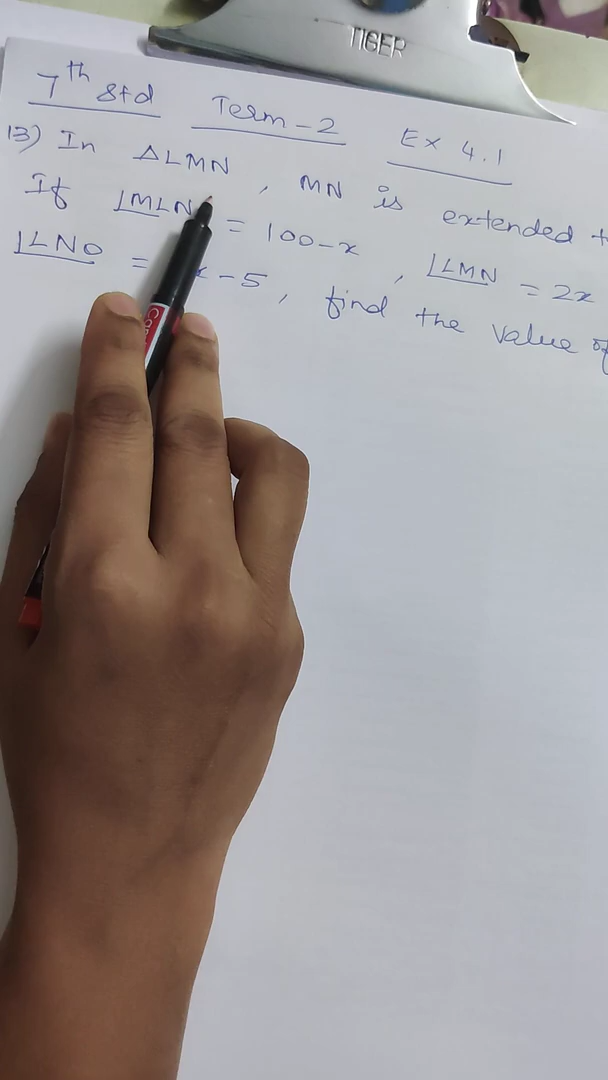 TIGER
7th Std Term-2 Ex 4.1
13) In ΔLMN, MN is extended
If ∠MLN = 100-x, ∠LMN = 2x
∠LNO = x-5, find the value of